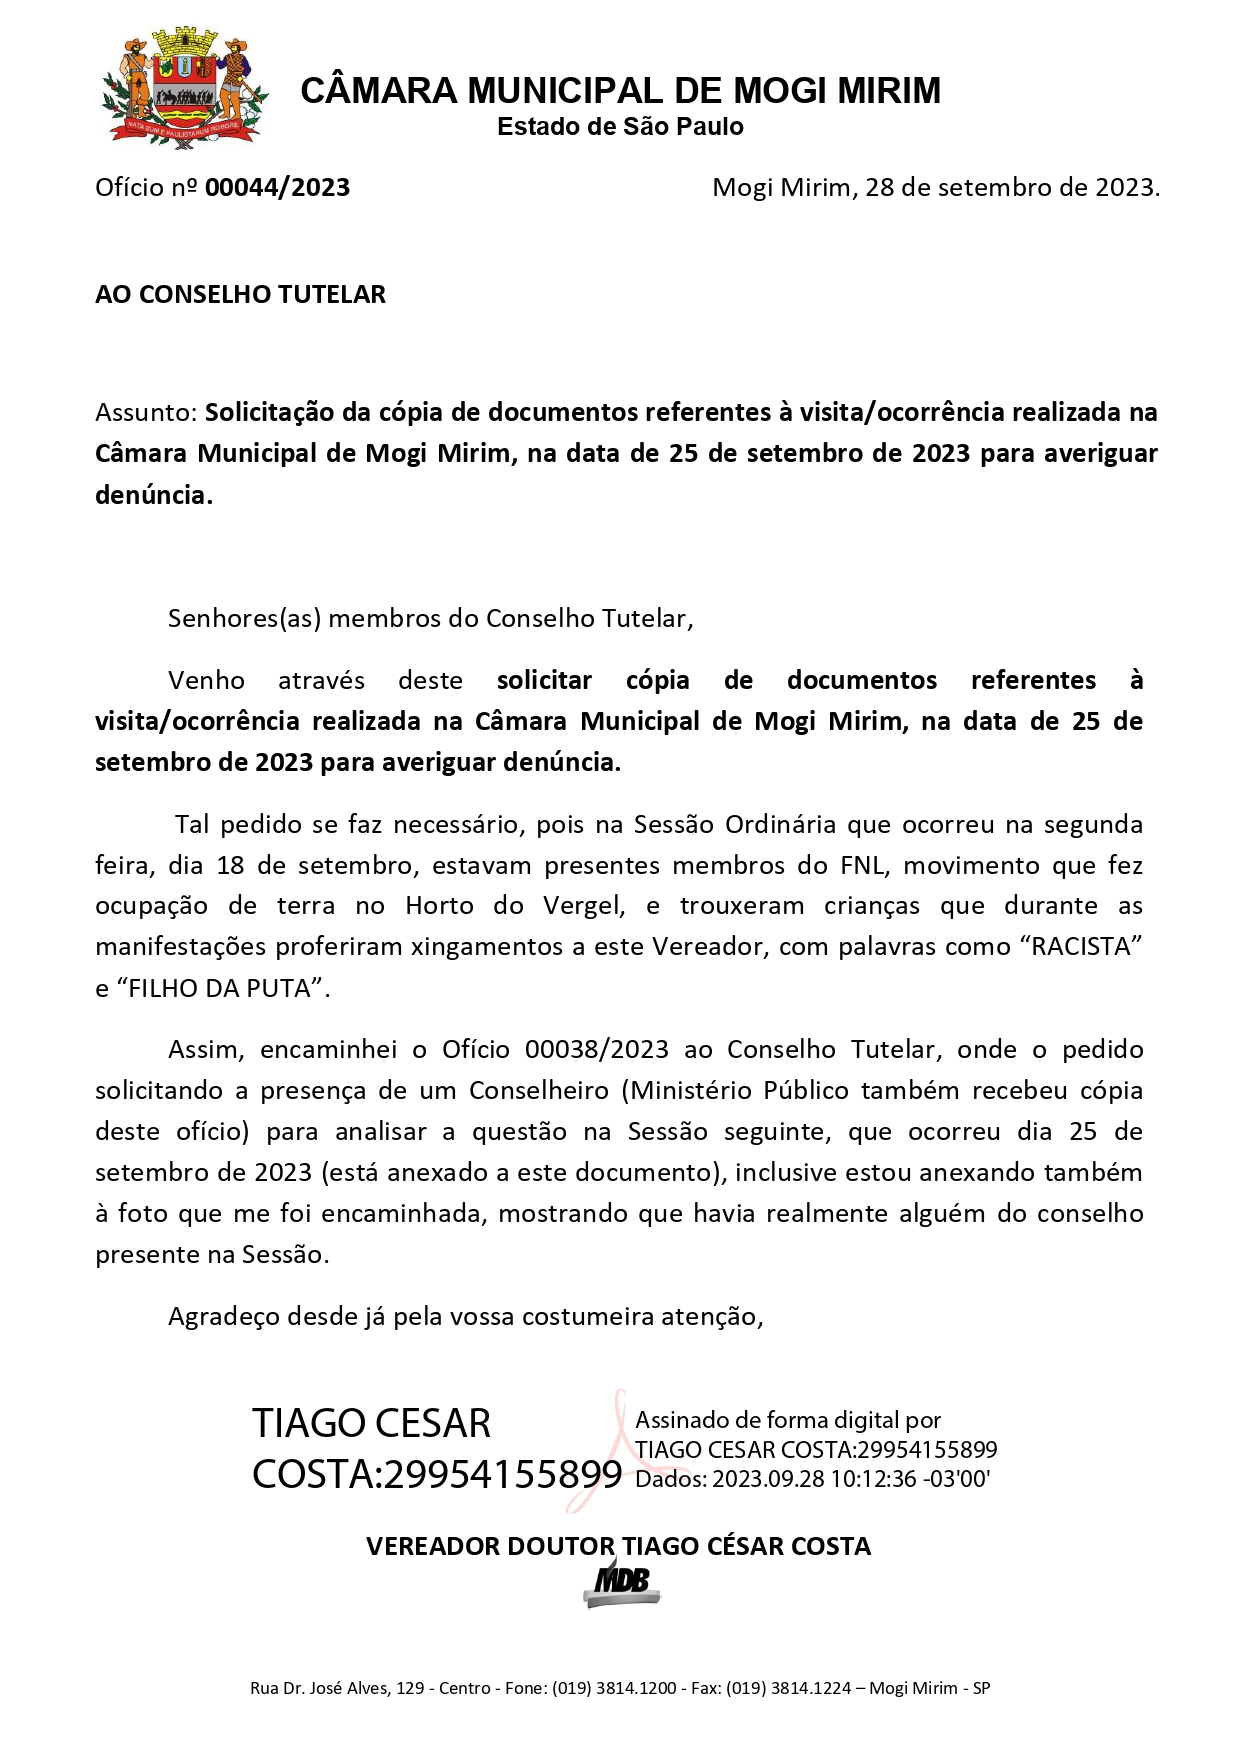 NATA SUM E PAULISTARUM ROBORE
CÂMARA MUNICIPAL DE MOGI MIRIM
Estado de São Paulo
Ofício nº 00044/2023 Mogi Mirim, 28 de setembro de 2023.
AO CONSELHO TUTELAR
Assunto: Solicitação da cópia de documentos referentes à visita/ocorrência realizada na
Câmara Municipal de Mogi Mirim, na data de 25 de setembro de 2023 para averiguar
denúncia.
Senhores(as) membros do Conselho Tutelar,
Venho através deste solicitar cópia de documentos referentes à
visita/ocorrência realizada na Câmara Municipal de Mogi Mirim, na data de 25 de
setembro de 2023 para averiguar denúncia.
Tal pedido se faz necessário, pois na Sessão Ordinária que ocorreu na segunda
feira, dia 18 de setembro, estavam presentes membros do FNL, movimento que fez
ocupação de terra no Horto do Vergel, e trouxeram crianças que durante as
manifestações proferiram xingamentos a este Vereador, com palavras como “RACISTA”
e “FILHO DA PUTA”.
Assim, encaminhei o Ofício 00038/2023 ao Conselho Tutelar, onde o pedido
solicitando a presença de um Conselheiro (Ministério Público também recebeu cópia
deste ofício) para analisar a questão na Sessão seguinte, que ocorreu dia 25 de
setembro de 2023 (está anexado a este documento), inclusive estou anexando também
à foto que me foi encaminhada, mostrando que havia realmente alguém do conselho
presente na Sessão.
Agradeço desde já pela vossa costumeira atenção,
TIAGO CESAR
COSTA:29954155899
Assinado de forma digital por
TIAGO CESAR COSTA:29954155899
Dados: 2023.09.28 10:12:36 -03'00'
VEREADOR DOUTOR TIAGO CÉSAR COSTA
MDB
Rua Dr. José Alves, 129 - Centro - Fone: (019) 3814.1200 - Fax: (019) 3814.1224 – Mogi Mirim - SP